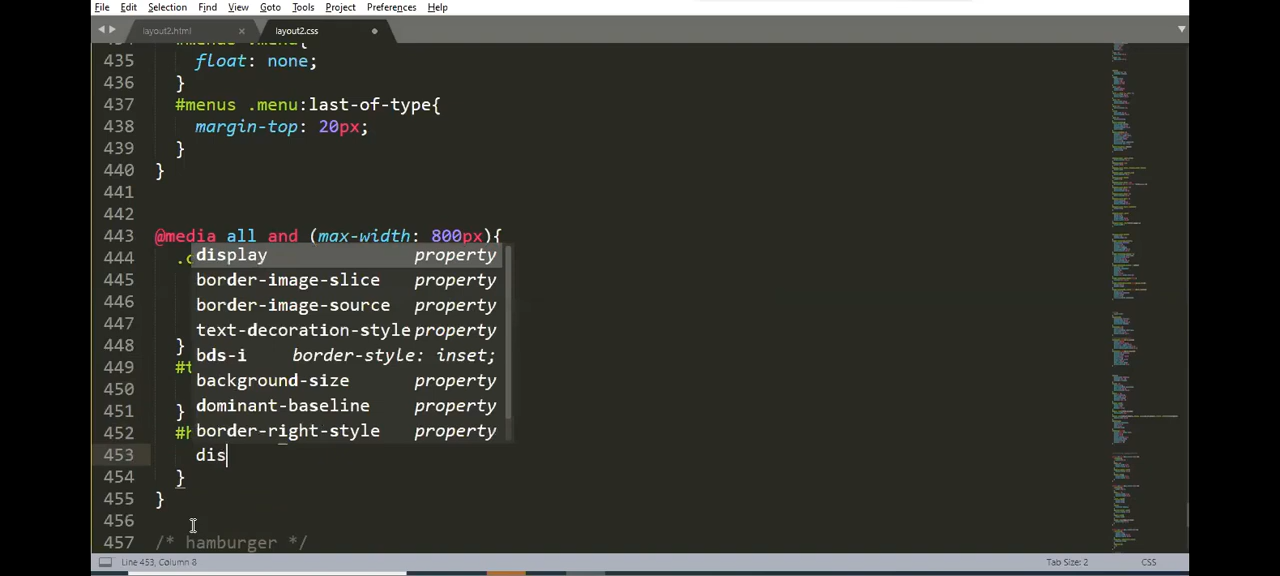 File Edit Selection Find View Goto Tools Project Preferences Help
layout2.html layout2.css
435 float: none;
436 }
437 #menus .menu:last-of-type{
438 margin-top: 20px;
439 }
440 }
441
442
443 @media all and (max-width: 800px){
444
display property
445 border-image-slice property
446 border-image-source property
447 text-decoration-style property
448 } bds-i border-style: inset;
449 background-size property
450 dominant-baseline property
451 } border-right-style property
452
453 dis
454 }
455 }
456
457 /* hamburger */
Line 453, Column 8 Tab Size: 2 CSS